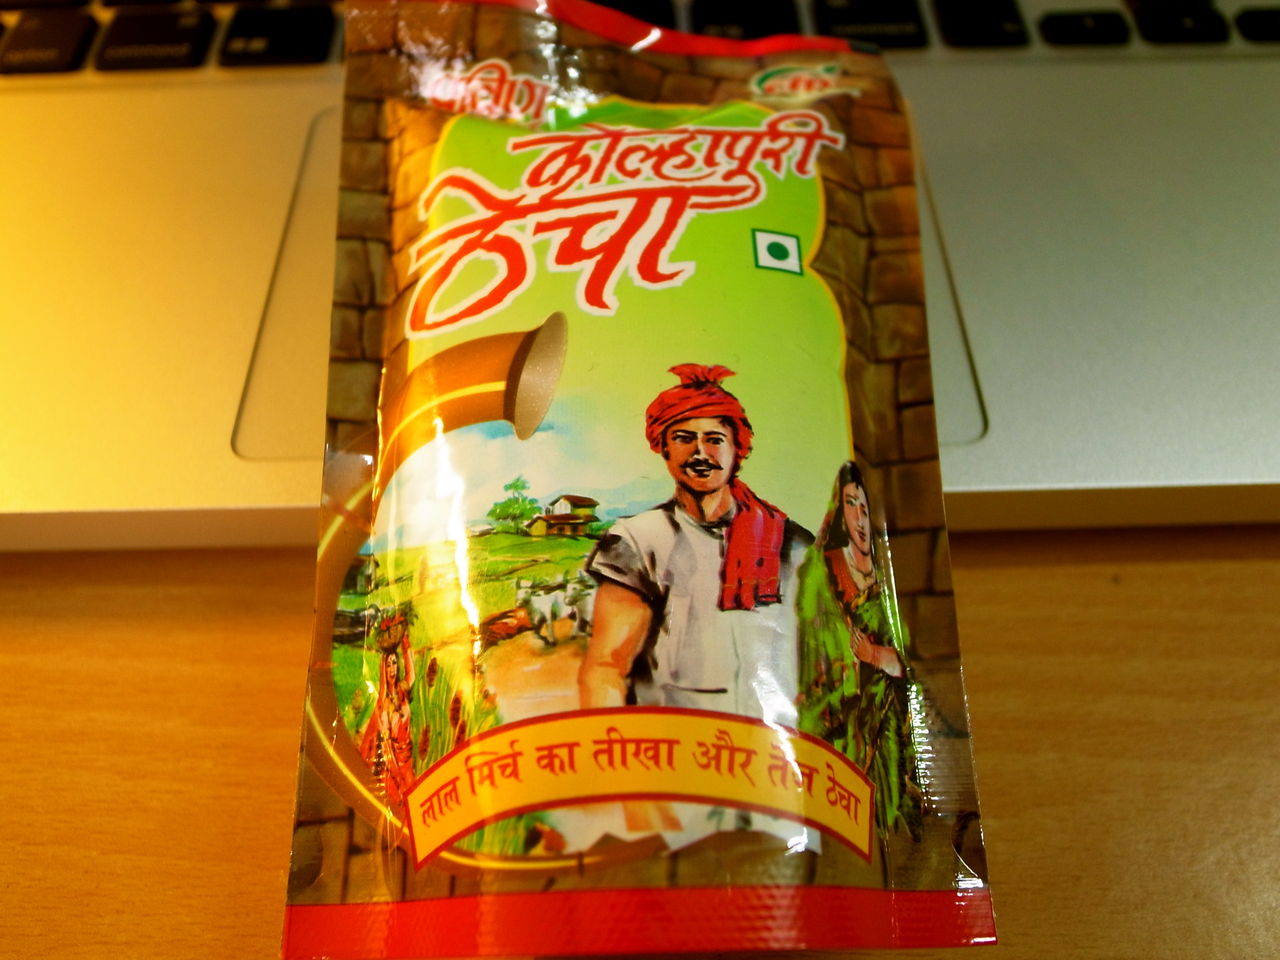 कोल्हापुरी
ठेचा
लाल मिर्च का तीखा और तेज ठेचा